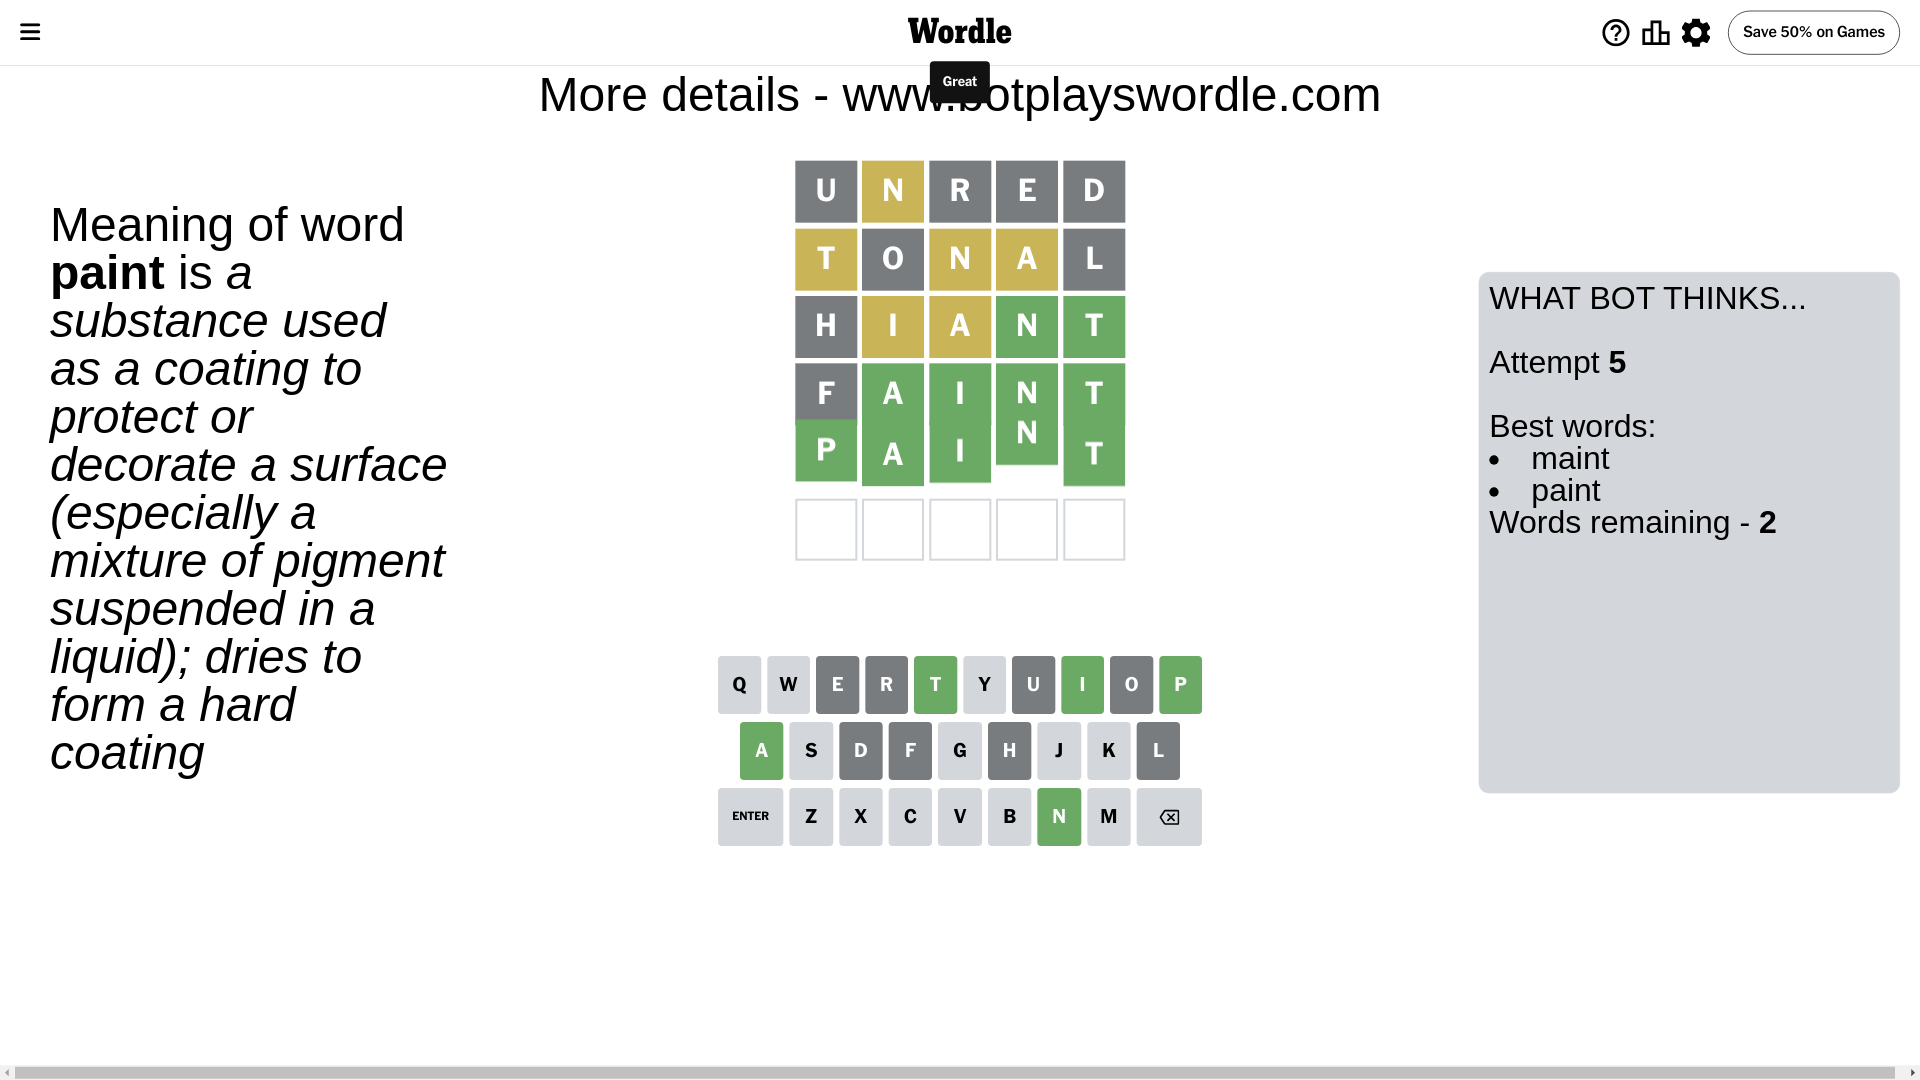 Wordle
Save 50% on Games
Great
More details - www.botplayswordle.com
Meaning of word
paint is a
substance used
as a coating to
protect or
decorate a surface
(especially a
mixture of pigment
suspended in a
liquid); dries to
form a hard
coating
U N R E D
T O N A L
H I A N T
F A I N T
P A I N T
WHAT BOT THINKS...
Attempt 5
Best words:
• maint
• paint
Words remaining - 2
Q W E R T Y U I O P
A S D F G H J K L
ENTER Z X C V B N M